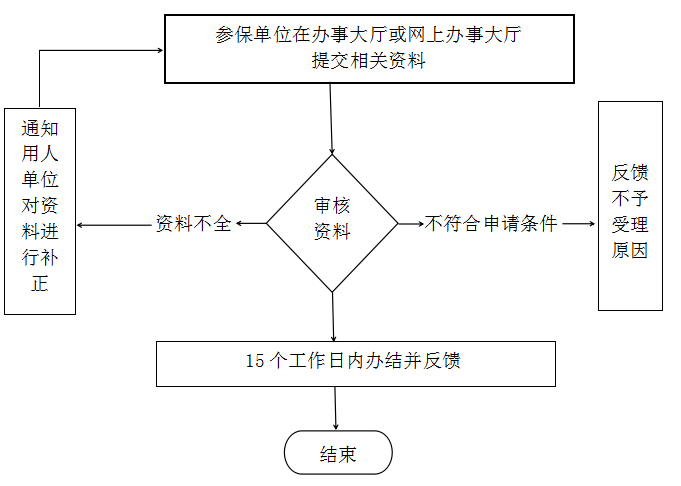 参保单位在办事大厅或网上办事大厅
提交相关资料
通知
用人
单位
对资
料进
行补
正
资料不全
审核
资料
不符合申请条件
反馈
不予
受理
原因
15个工作日内办结并反馈
结束